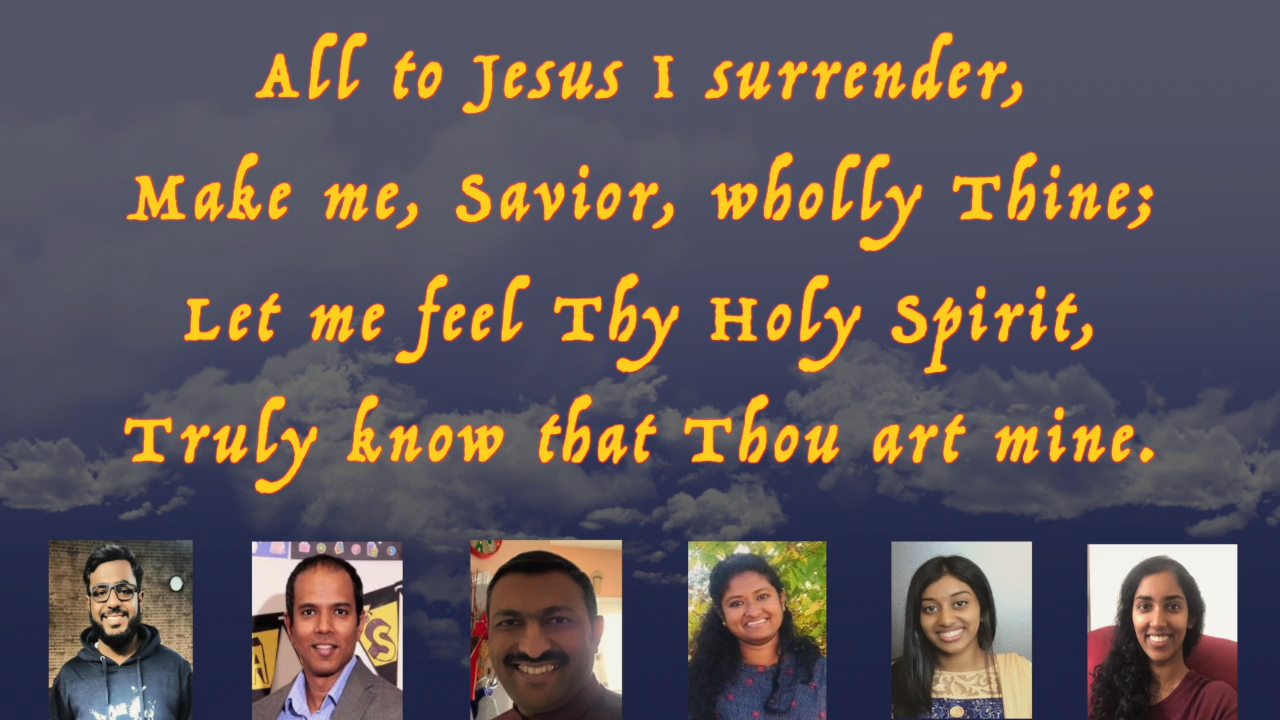 All to Jesus I surrender,
Make me, Savior, wholly Thine;
Let me feel Thy Holy Spirit,
Truly know that Thou art mine.